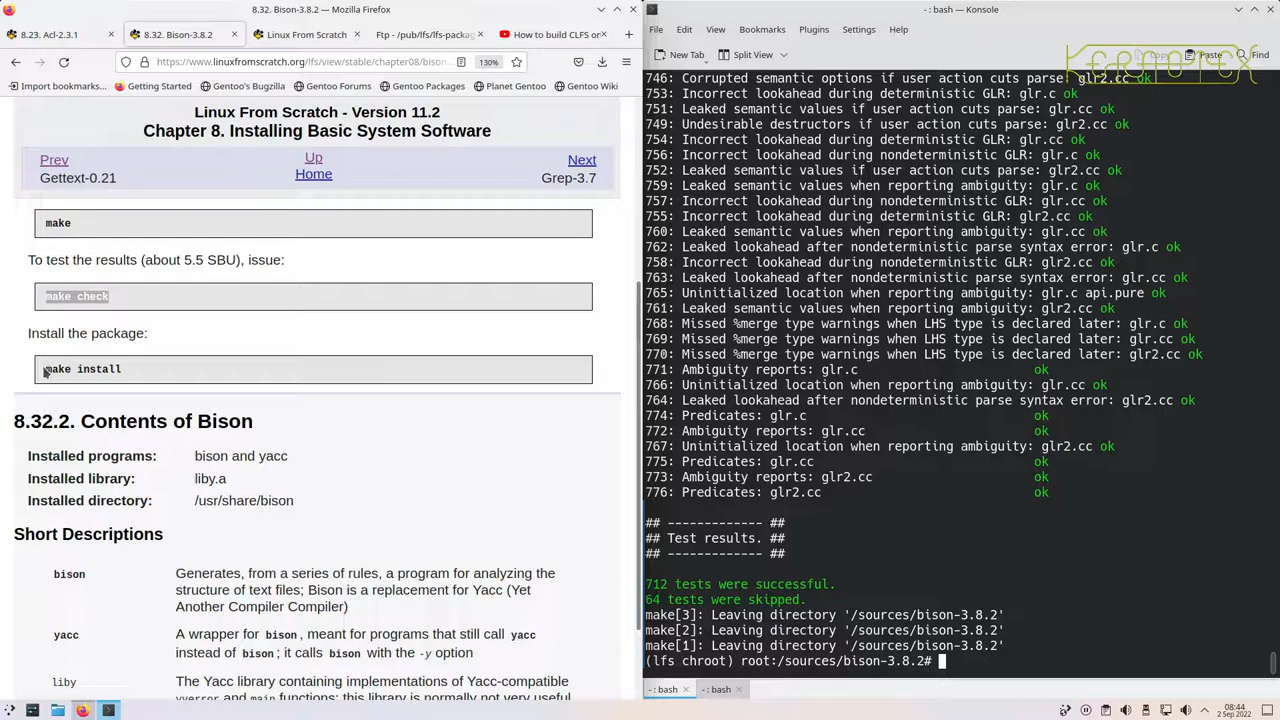 8.32. Bison-3.8.2 — Mozilla Firefox
8.23. Acl-2.3.1
8.32. Bison-3.8.2
Linux From Scratch
Ftp - /pub/lfs/lfs-packag
How to build CLFS on
https://www.linuxfromscratch.org/lfs/view/stable/chapter08/bison
Import bookmarks...
Getting Started
Gentoo's Bugzilla
Gentoo Forums
Gentoo Packages
Planet Gentoo
Gentoo Wiki
Linux From Scratch - Version 11.2
Chapter 8. Installing Basic System Software
Prev
Up
Next
Gettext-0.21
Home
Grep-3.7
make
To test the results (about 5.5 SBU), issue:
make check
Install the package:
make install
8.32.2. Contents of Bison
Installed programs: bison and yacc
Installed library: liby.a
Installed directory: /usr/share/bison
Short Descriptions
bison
Generates, from a series of rules, a program for analyzing the
structure of text files; Bison is a replacement for Yacc (Yet
Another Compiler Compiler)
yacc
A wrapper for bison, meant for programs that still call yacc
instead of bison; it calls bison with the -y option
liby
The Yacc library containing implementations of Yacc-compatible
yyerror and main functions; this library is normally not very useful,
- : bash — Konsole
File Edit View Bookmarks Plugins Settings Help
New Tab
Split View
Copy
Paste
Find
KERNOTEX
746: Corrupted semantic options if user action cuts parse: glr2.cc ok
753: Incorrect lookahead during deterministic GLR: glr.c ok
751: Leaked semantic values if user action cuts parse: glr.cc ok
749: Undesirable destructors if user action cuts parse: glr2.cc ok
754: Incorrect lookahead during deterministic GLR: glr.cc ok
756: Incorrect lookahead during nondeterministic GLR: glr.c ok
752: Leaked semantic values if user action cuts parse: glr2.cc ok
759: Leaked semantic values when reporting ambiguity: glr.c ok
757: Incorrect lookahead during nondeterministic GLR: glr.cc ok
755: Incorrect lookahead during deterministic GLR: glr2.cc ok
760: Leaked semantic values when reporting ambiguity: glr.cc ok
762: Leaked lookahead after nondeterministic parse syntax error: glr.c ok
758: Incorrect lookahead during nondeterministic GLR: glr2.cc ok
763: Leaked lookahead after nondeterministic parse syntax error: glr.cc ok
765: Uninitialized location when reporting ambiguity: glr.c api.pure ok
761: Leaked semantic values when reporting ambiguity: glr2.cc ok
768: Missed %merge type warnings when LHS type is declared later: glr.c ok
769: Missed %merge type warnings when LHS type is declared later: glr.cc ok
770: Missed %merge type warnings when LHS type is declared later: glr2.cc ok
771: Ambiguity reports: glr.c ok
766: Uninitialized location when reporting ambiguity: glr.cc ok
764: Leaked lookahead after nondeterministic parse syntax error: glr2.cc ok
774: Predicates: glr.c ok
772: Ambiguity reports: glr.cc ok
767: Uninitialized location when reporting ambiguity: glr2.cc ok
775: Predicates: glr.cc ok
773: Ambiguity reports: glr2.cc ok
776: Predicates: glr2.cc ok
## ------------- ##
## Test results. ##
## ------------- ##
712 tests were successful.
64 tests were skipped.
make[3]: Leaving directory '/sources/bison-3.8.2'
make[2]: Leaving directory '/sources/bison-3.8.2'
make[1]: Leaving directory '/sources/bison-3.8.2'
(lfs chroot) root:/sources/bison-3.8.2#
- : bash
- : bash
08:44
2 Sep 2022